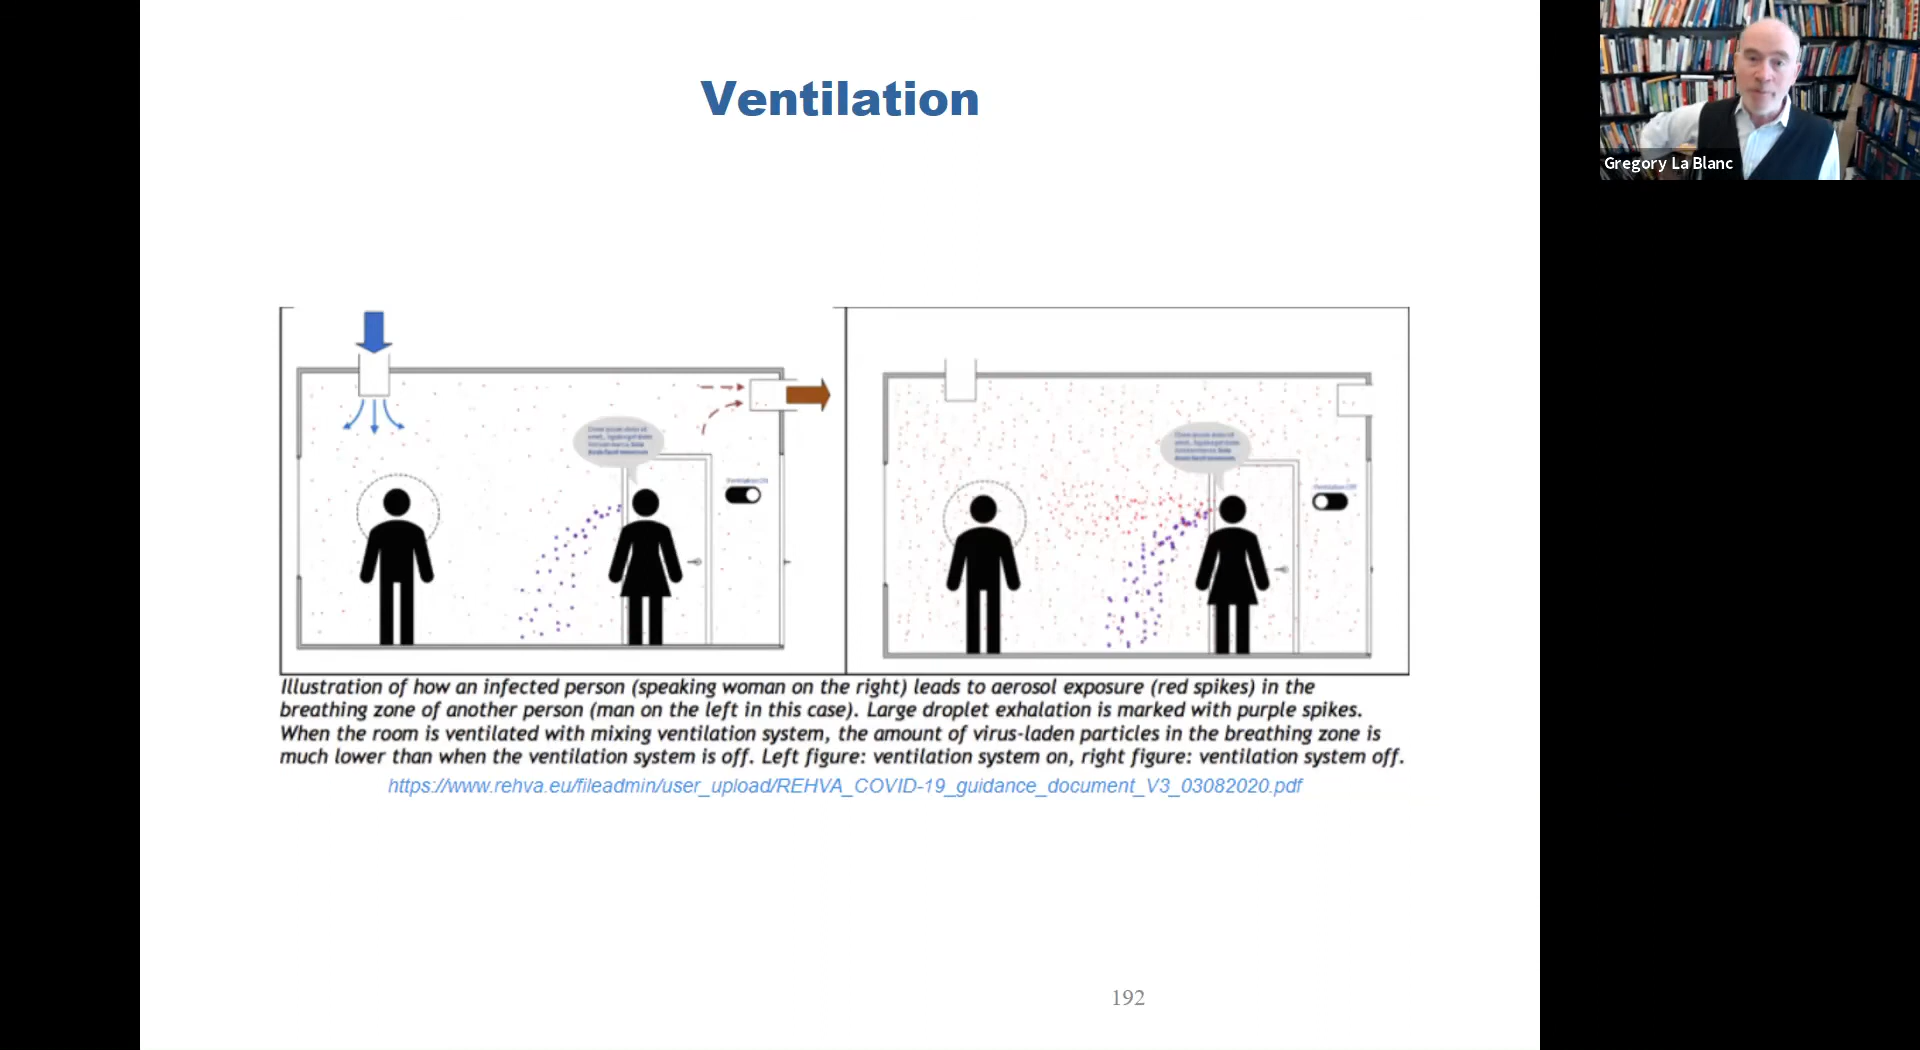 Ventilation
Gregory La Blanc
Illustration of how an infected person (speaking woman on the right) leads to aerosol exposure (red spikes) in the
breathing zone of another person (man on the left in this case). Large droplet exhalation is marked with purple spikes.
When the room is ventilated with mixing ventilation system, the amount of virus-laden particles in the breathing zone is
much lower than when the ventilation system is off. Left figure: ventilation system on, right figure: ventilation system off.
https://www.rehva.eu/fileadmin/user_upload/REHVA_COVID-19_guidance_document_V3_03082020.pdf
192